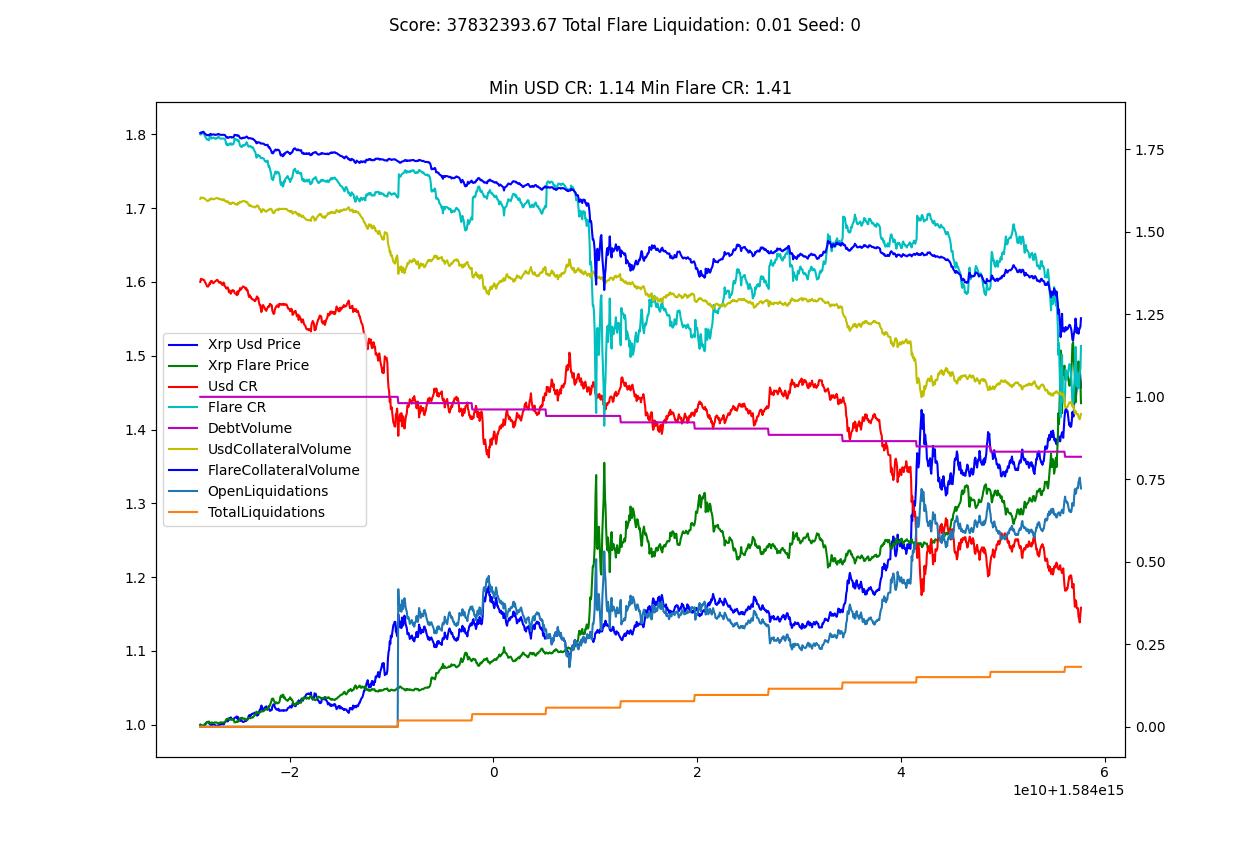 Score: 37832393.67 Total Flare Liquidation: 0.01 Seed: 0
Min USD CR: 1.14 Min Flare CR: 1.41
1.8
1.7
1.6
1.5
1.4
1.3
1.2
1.1
1.0
Xrp Usd Price
Xrp Flare Price
Usd CR
Flare CR
DebtVolume
UsdCollateralVolume
FlareCollateralVolume
OpenLiquidations
TotalLiquidations
1.75
1.50
1.25
1.00
0.75
0.50
0.25
0.00
−2 0 2 4 6
1e10+1.584e15